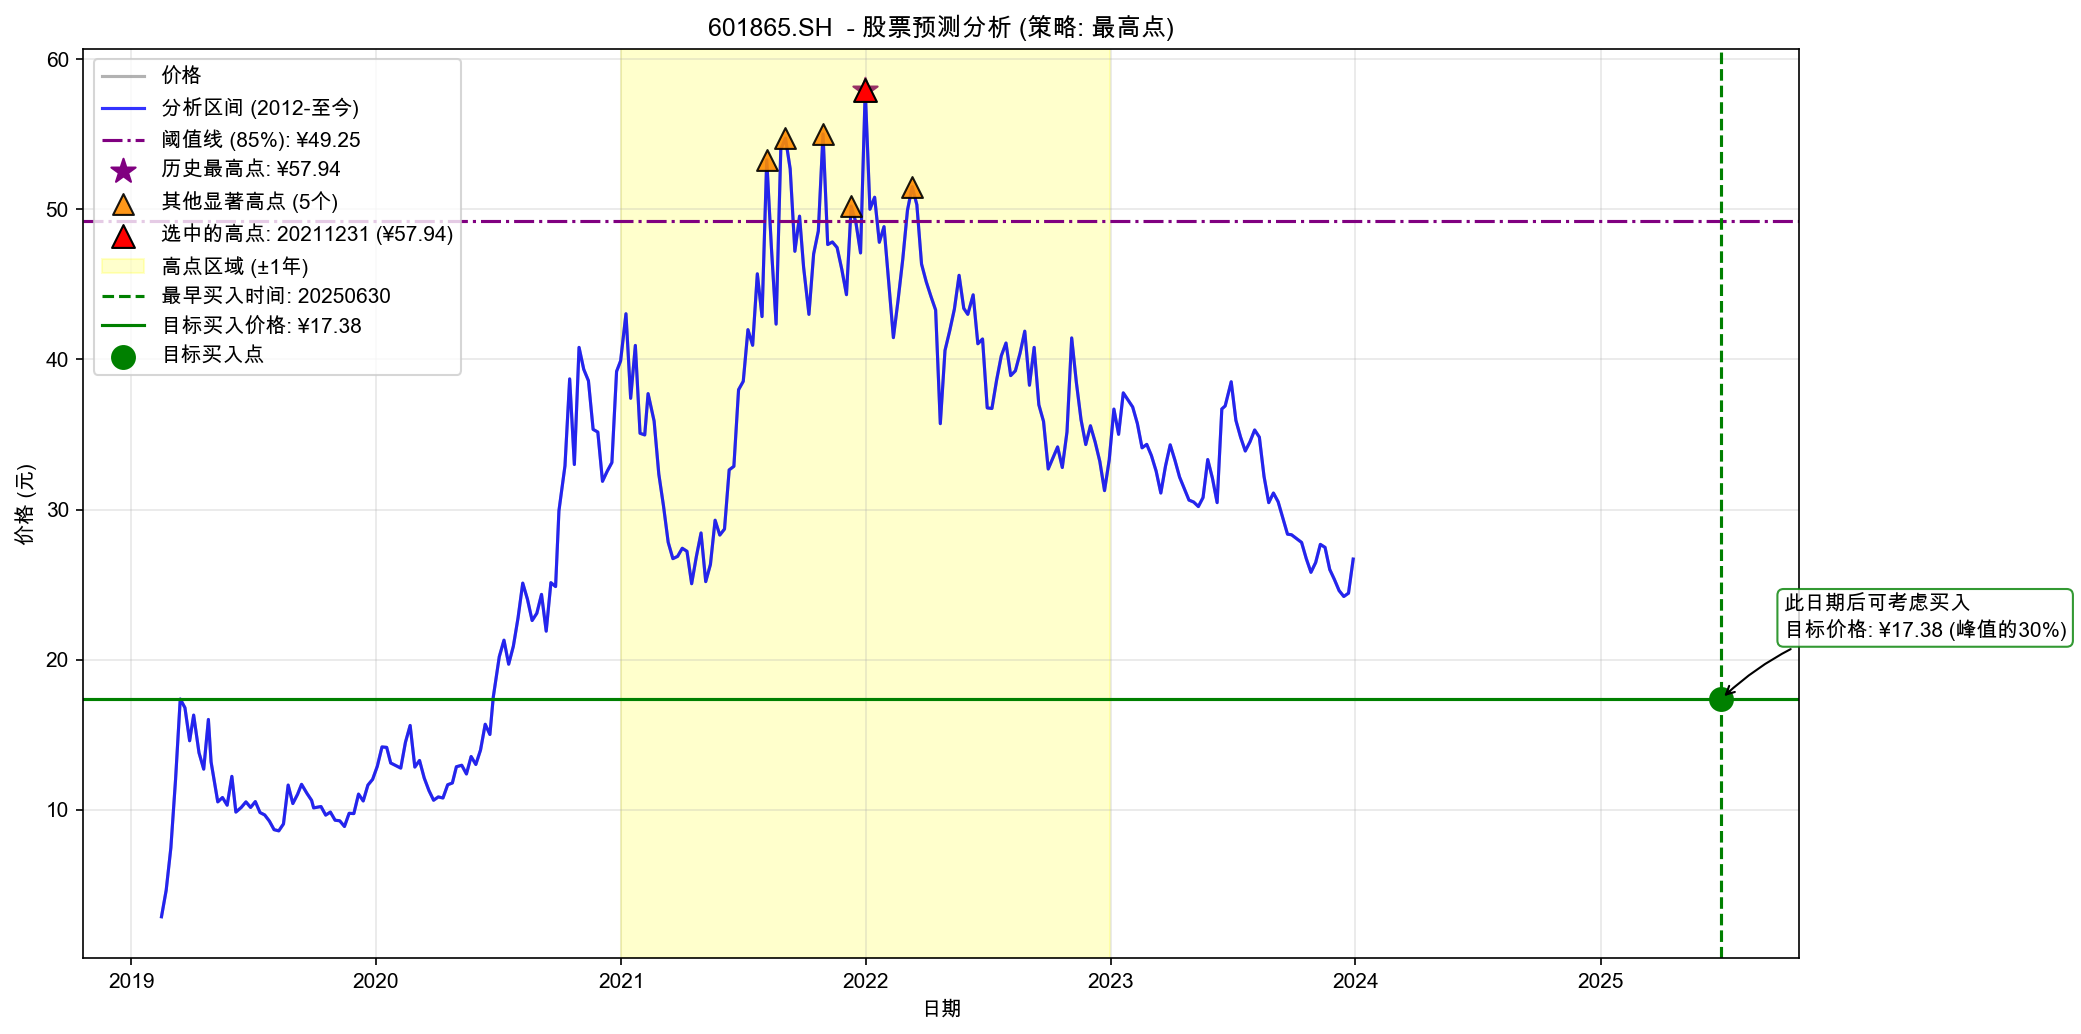 601865.SH  - 股票预测分析 (策略: 最高点)
价格 (元)
60
50
40
30
20
10
价格
分析区间 (2012-至今)
阈值线 (85%): ¥49.25
历史最高点: ¥57.94
其他显著高点 (5个)
选中的高点: 20211231 (¥57.94)
高点区域 (±1年)
最早买入时间: 20250630
目标买入价格: ¥17.38
目标买入点
此日期后可考虑买入
目标价格: ¥17.38 (峰值的30%)
2019
2020
2021
2022
2023
2024
2025
日期